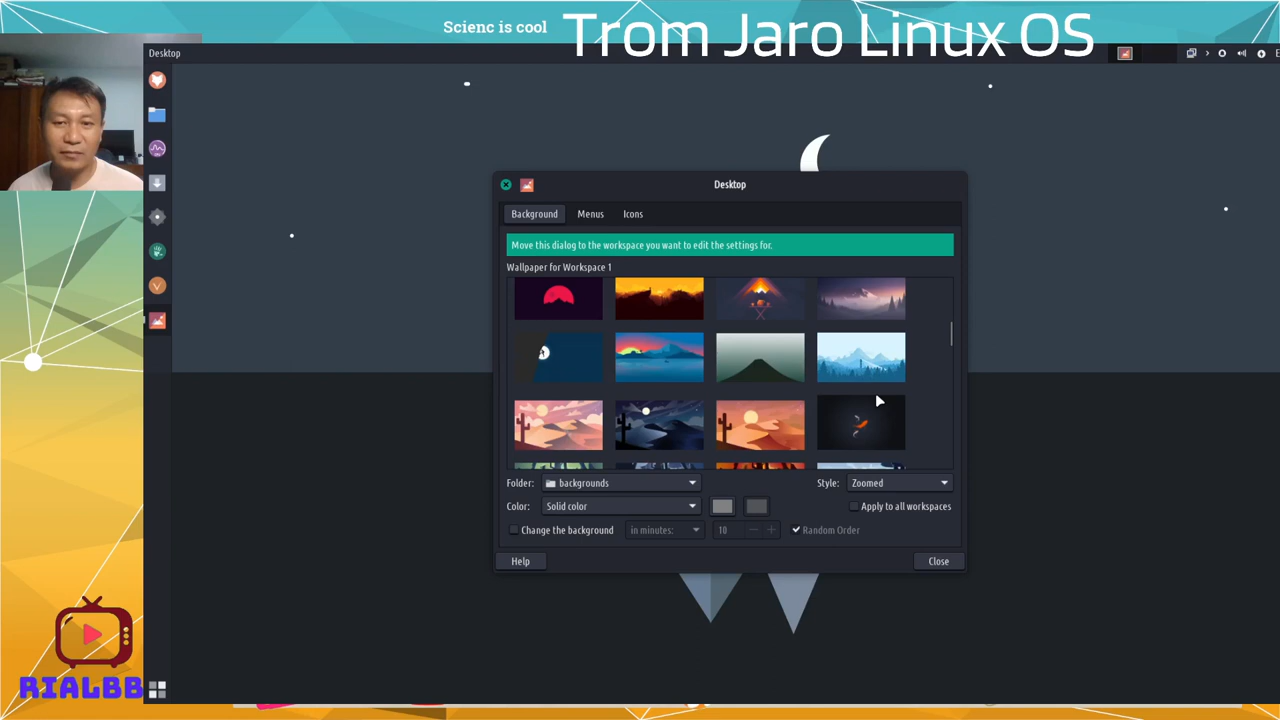 Scienc is cool
Trom Jaro Linux OS
Desktop
Desktop
Background Menus Icons
Move this dialog to the workspace you want to edit the settings for.
Wallpaper for Workspace 1
Folder: backgrounds Style: Zoomed
Color: Solid color Apply to all workspaces
Change the background in minutes: 10 Random Order
Help Close
RIALBB